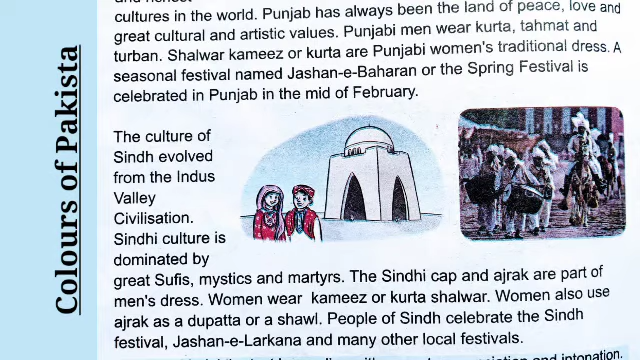 Colours of Pakista
cultures in the world. Punjab has always been the land of peace, love and
great cultural and artistic values. Punjabi men wear kurta, tahmat and
turban. Shalwar kameez or kurta are Punjabi women's traditional dress. A
seasonal festival named Jashan-e-Baharan or the Spring Festival is
celebrated in Punjab in the mid of February.
The culture of
Sindh evolved
from the Indus
Valley
Civilisation.
Sindhi culture is
dominated by
great Sufis, mystics and martyrs. The Sindhi cap and ajrak are part of
men's dress. Women wear kameez or kurta shalwar. Women also use
ajrak as a dupatta or a shawl. People of Sindh celebrate the Sindh
festival, Jashan-e-Larkana and many other local festivals.
and intonation.